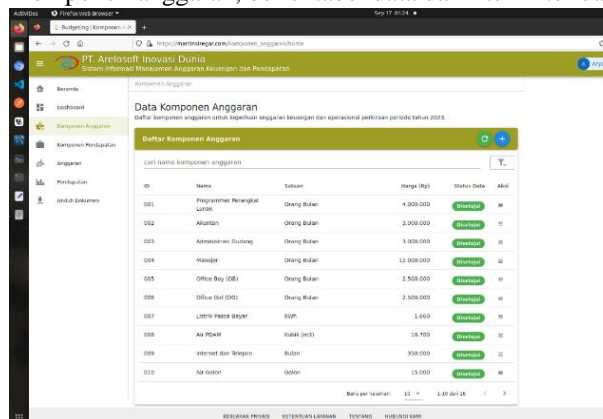 Activities Firefox Web Browser Sep 17 01:24
Budgeting | Komponen A
https://martinsiregar.com/komponen_anggaran/home
PT. Arelosoft Inovasi Dunia
Sistem Informasi Manajemen Anggaran Keuangan dan Pendapatan
Beranda
Dashboard
Komponen Anggaran
Komponen Pendapatan
Anggaran
Pendapatan
Unduh Dokumen
Komponen Anggaran
Data Komponen Anggaran
Daftar komponen anggaran untuk keperluan anggaran keuangan dan operasional perkiraan periode tahun 2023.
Daftar Komponen Anggaran
cari nama komponen anggaran
ID Nama Satuan Harga (Rp) Status Data Aksi
001 Programmer Perangkat Lunak Orang Bulan 4.000.000 Disetujui
002 Akuntan Orang Bulan 3.000.000 Disetujui
003 Administrasi Gudang Orang Bulan 3.000.000 Disetujui
004 Manajer Orang Bulan 12.000.000 Disetujui
005 Office Boy (OB) Orang Bulan 2.500.000 Disetujui
006 Office Girl (OG) Orang Bulan 2.500.000 Disetujui
007 Listrik Pasca Bayar KWh 1.660 Disetujui
008 Air PDAM Kubik (m3) 18.700 Disetujui
009 Internet dan Telepon Bulan 350.000 Disetujui
010 Air Galon Galon 15.000 Disetujui
Baris per halaman: 10 1-10 dari 16
KEBIJAKAN PRIVASI KETENTUAN LAYANAN TENTANG HUBUNGI KAMI